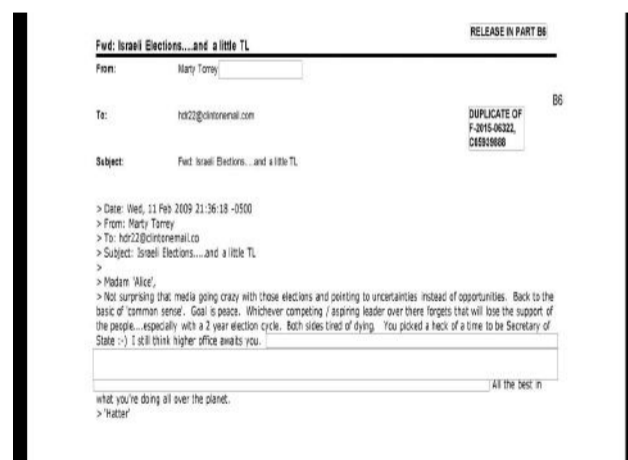 RELEASE IN PART B6
Fwd: Israeli Elections....and a little TL
From: Marty Torrey
B6
To: hdr22@clintonemail.com
DUPLICATE OF
F-2015-06322,
C05939688
Subject: Fwd: Israeli Elections....and a little TL
> Date: Wed, 11 Feb 2009 21:36:18 -0500
> From: Marty Torrey
> To: hdr22@clintonemail.co
> Subject: Israeli Elections.....and a little TL
>
> Madam 'Alice',
> Not surprising that media going crazy with those elections and pointing to uncertainties instead of opportunities. Back to the
basic of 'common sense'. Goal is peace. Whichever competing / aspiring leader over there forgets that will lose the support of
the people....especially with a 2 year election cycle. Both sides tired of dying. You picked a heck of a time to be Secretary of
State :-) I still think higher office awaits you.
All the best in
what you're doing all over the planet.
> 'Hatter'